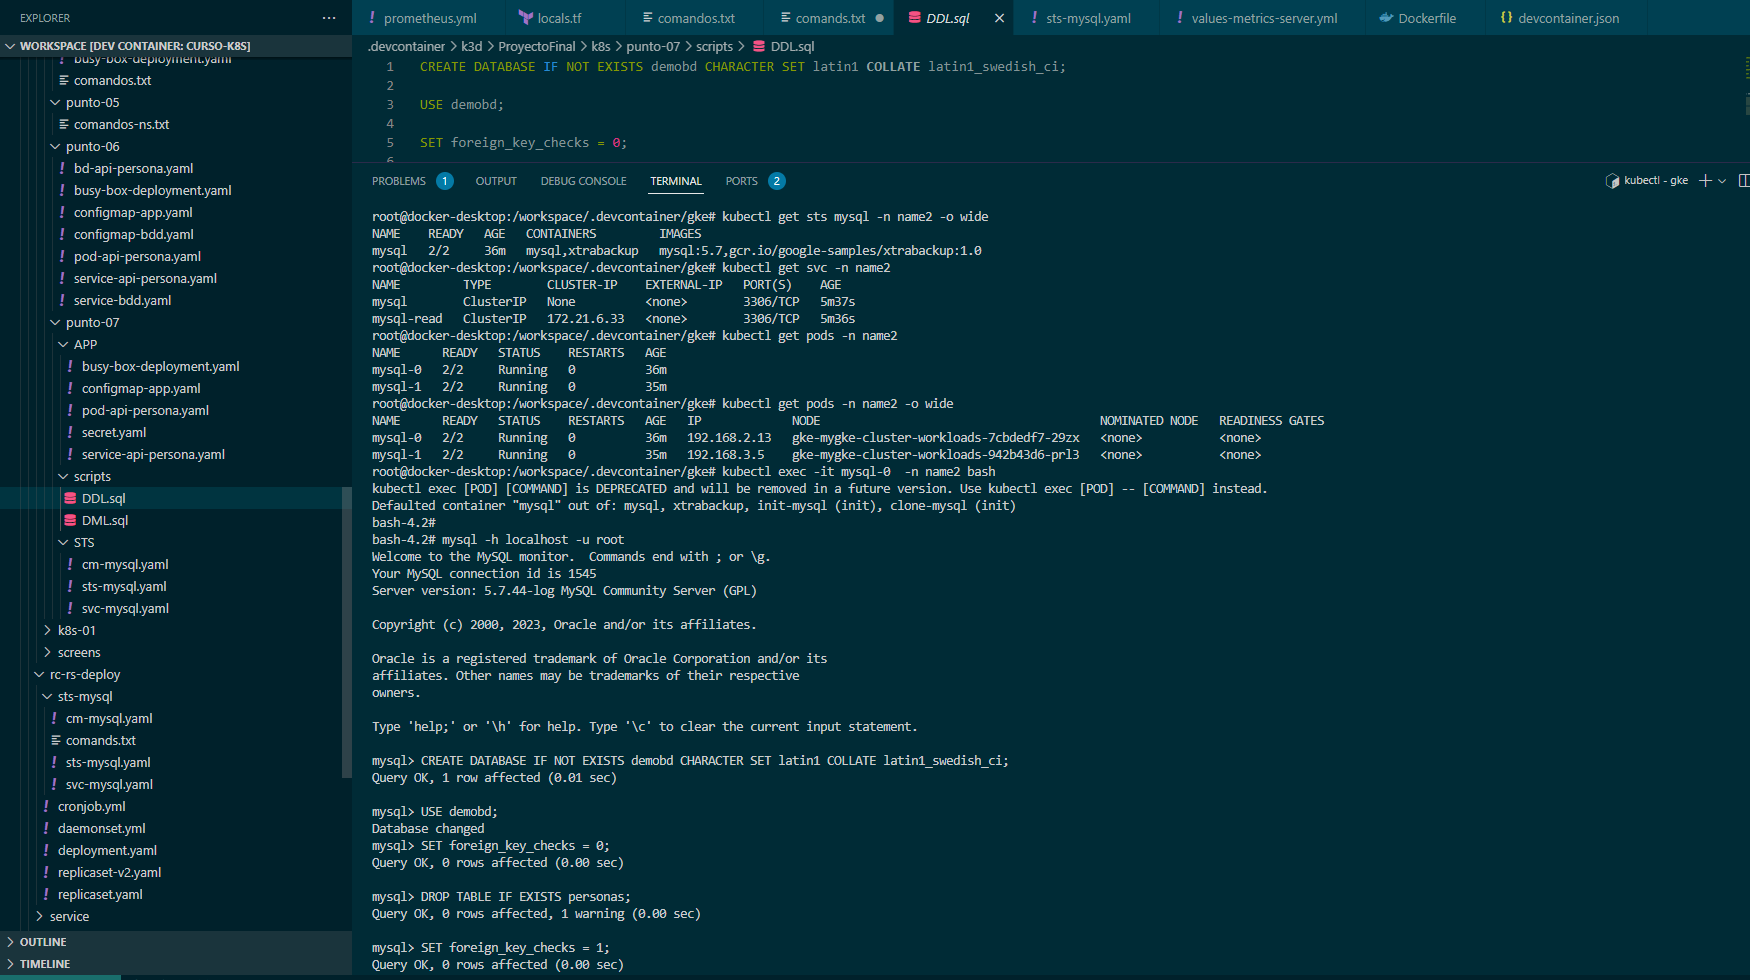 EXPLORER
WORKSPACE [DEV CONTAINER: CURSO-K8S]
busy-box-deployment.yaml
comandos.txt
punto-05
comandos-ns.txt
punto-06
bd-api-persona.yaml
busy-box-deployment.yaml
configmap-app.yaml
configmap-bdd.yaml
pod-api-persona.yaml
service-api-persona.yaml
service-bdd.yaml
punto-07
APP
busy-box-deployment.yaml
configmap-app.yaml
pod-api-persona.yaml
secret.yaml
service-api-persona.yaml
scripts
DDL.sql
DML.sql
STS
cm-mysql.yaml
sts-mysql.yaml
svc-mysql.yaml
k8s-01
screens
rc-rs-deploy
sts-mysql
cm-mysql.yaml
comands.txt
sts-mysql.yaml
svc-mysql.yaml
cronjob.yml
daemonset.yml
deployment.yaml
replicaset-v2.yaml
replicaset.yaml
service
OUTLINE
TIMELINE
prometheus.yml locals.tf comandos.txt comands.txt DDL.sql sts-mysql.yaml values-metrics-server.yml Dockerfile devcontainer.json
.devcontainer > k3d > ProyectoFinal > k8s > punto-07 > scripts > DDL.sql
1 CREATE DATABASE IF NOT EXISTS demobd CHARACTER SET latin1 COLLATE latin1_swedish_ci;
2
3 USE demobd;
4
5 SET foreign_key_checks = 0;
6
PROBLEMS 1 OUTPUT DEBUG CONSOLE TERMINAL PORTS 2 kubectl - gke
root@docker-desktop:/workspace/.devcontainer/gke# kubectl get sts mysql -n name2 -o wide
NAME READY AGE CONTAINERS IMAGES
mysql 2/2 36m mysql,xtrabackup mysql:5.7,gcr.io/google-samples/xtrabackup:1.0
root@docker-desktop:/workspace/.devcontainer/gke# kubectl get svc -n name2
NAME TYPE CLUSTER-IP EXTERNAL-IP PORT(S) AGE
mysql ClusterIP None <none> 3306/TCP 5m37s
mysql-read ClusterIP 172.21.6.33 <none> 3306/TCP 5m36s
root@docker-desktop:/workspace/.devcontainer/gke# kubectl get pods -n name2
NAME READY STATUS RESTARTS AGE
mysql-0 2/2 Running 0 36m
mysql-1 2/2 Running 0 35m
root@docker-desktop:/workspace/.devcontainer/gke# kubectl get pods -n name2 -o wide
NAME READY STATUS RESTARTS AGE IP NODE NOMINATED NODE READINESS GATES
mysql-0 2/2 Running 0 36m 192.168.2.13 gke-mygke-cluster-workloads-7cbdedf7-29zx <none> <none>
mysql-1 2/2 Running 0 35m 192.168.3.5 gke-mygke-cluster-workloads-942b43d6-prl3 <none> <none>
root@docker-desktop:/workspace/.devcontainer/gke# kubectl exec -it mysql-0 -n name2 bash
kubectl exec [POD] [COMMAND] is DEPRECATED and will be removed in a future version. Use kubectl exec [POD] -- [COMMAND] instead.
Defaulted container "mysql" out of: mysql, xtrabackup, init-mysql (init), clone-mysql (init)
bash-4.2#
bash-4.2# mysql -h localhost -u root
Welcome to the MySQL monitor. Commands end with ; or \g.
Your MySQL connection id is 1545
Server version: 5.7.44-log MySQL Community Server (GPL)
Copyright (c) 2000, 2023, Oracle and/or its affiliates.
Oracle is a registered trademark of Oracle Corporation and/or its
affiliates. Other names may be trademarks of their respective
owners.
Type 'help;' or '\h' for help. Type '\c' to clear the current input statement.
mysql> CREATE DATABASE IF NOT EXISTS demobd CHARACTER SET latin1 COLLATE latin1_swedish_ci;
Query OK, 1 row affected (0.01 sec)
mysql> USE demobd;
Database changed
mysql> SET foreign_key_checks = 0;
Query OK, 0 rows affected (0.00 sec)
mysql> DROP TABLE IF EXISTS personas;
Query OK, 0 rows affected, 1 warning (0.00 sec)
mysql> SET foreign_key_checks = 1;
Query OK, 0 rows affected (0.00 sec)